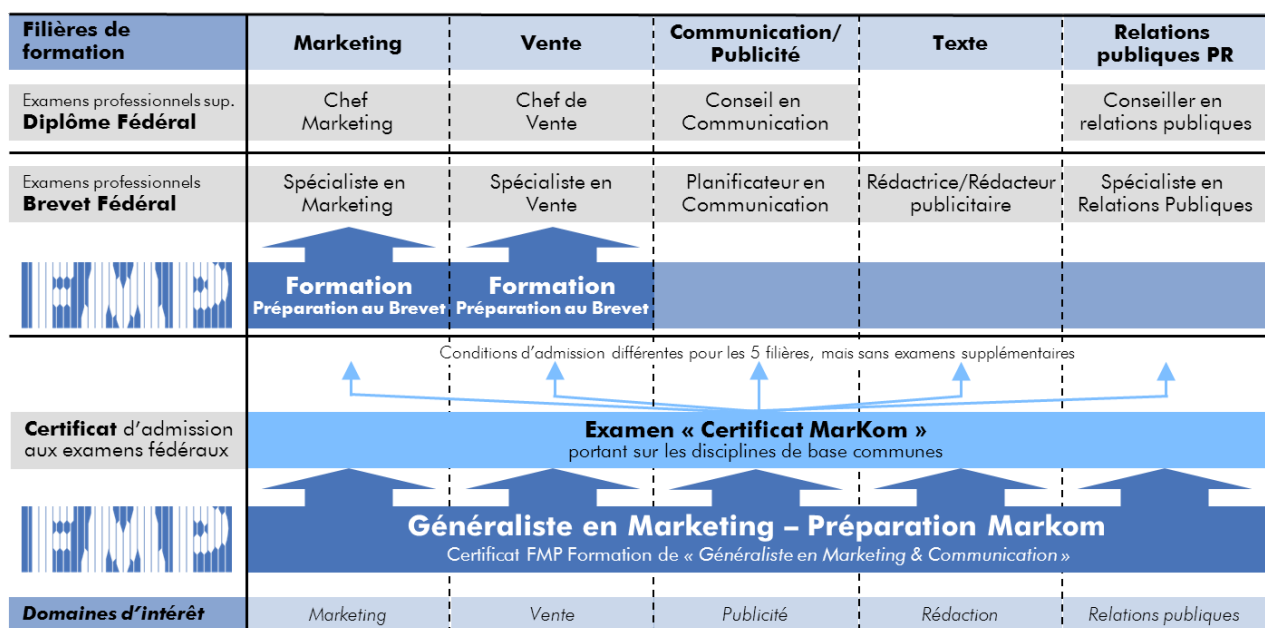 Filières de
formation
Marketing
Vente
Communication/
Publicité
Texte
Relations
publiques PR
Examens professionnels sup.
Diplôme Fédéral
Chef
Marketing
Chef de
Vente
Conseil en
Communication
Conseiller en
relations publiques
Examens professionnels
Brevet Fédéral
Spécialiste en
Marketing
Spécialiste en
Vente
Planificateur en
Communication
Rédactrice/Rédacteur
publicitaire
Spécialiste en
Relations Publiques
FMP
Formation
Préparation au Brevet
Formation
Préparation au Brevet
Conditions d'admission différentes pour les 5 filières, mais sans examens supplémentaires
Certificat d'admission
aux examens fédéraux
Examen « Certificat MarKom »
portant sur les disciplines de base communes
FMP
Généraliste en Marketing – Préparation Markom
Certificat FMP Formation de « Généraliste en Marketing & Communication »
Domaines d'intérêt
Marketing
Vente
Publicité
Rédaction
Relations publiques